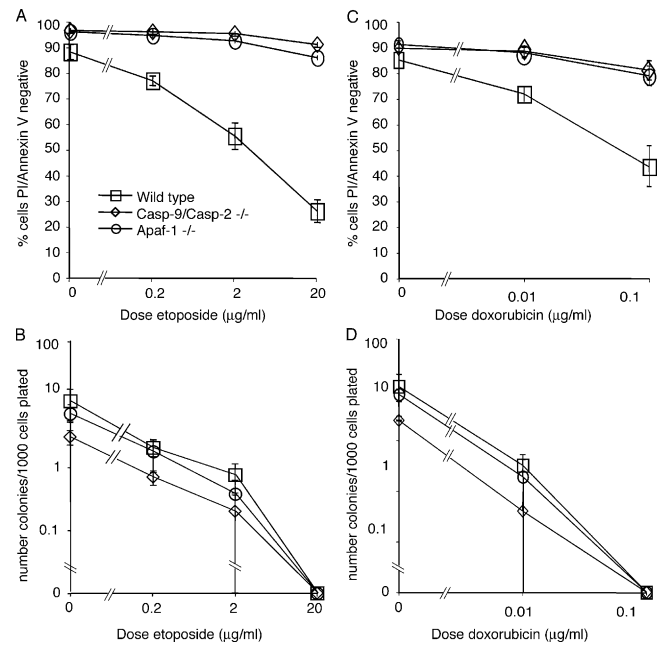 A
100
90
80
70
60
50
40
30
20
10
0
% cells PI/Annexin V negative
Wild type
Casp-9/Casp-2 -/-
Apaf-1 -/-
0 0.2 2 20
Dose etoposide (µg/ml)
C
100
90
80
70
60
50
40
30
20
10
0
% cells PI/Annexin V negative
0 0.01 0.1
Dose doxorubicin (µg/ml)
B
100
10
1
0.1
0
number colonies/1000 cells plated
0 0.2 2 20
Dose etoposide (µg/ml)
D
100
10
1
0.1
0
number colonies/1000 cells plated
0 0.01 0.1
Dose doxorubicin (µg/ml)